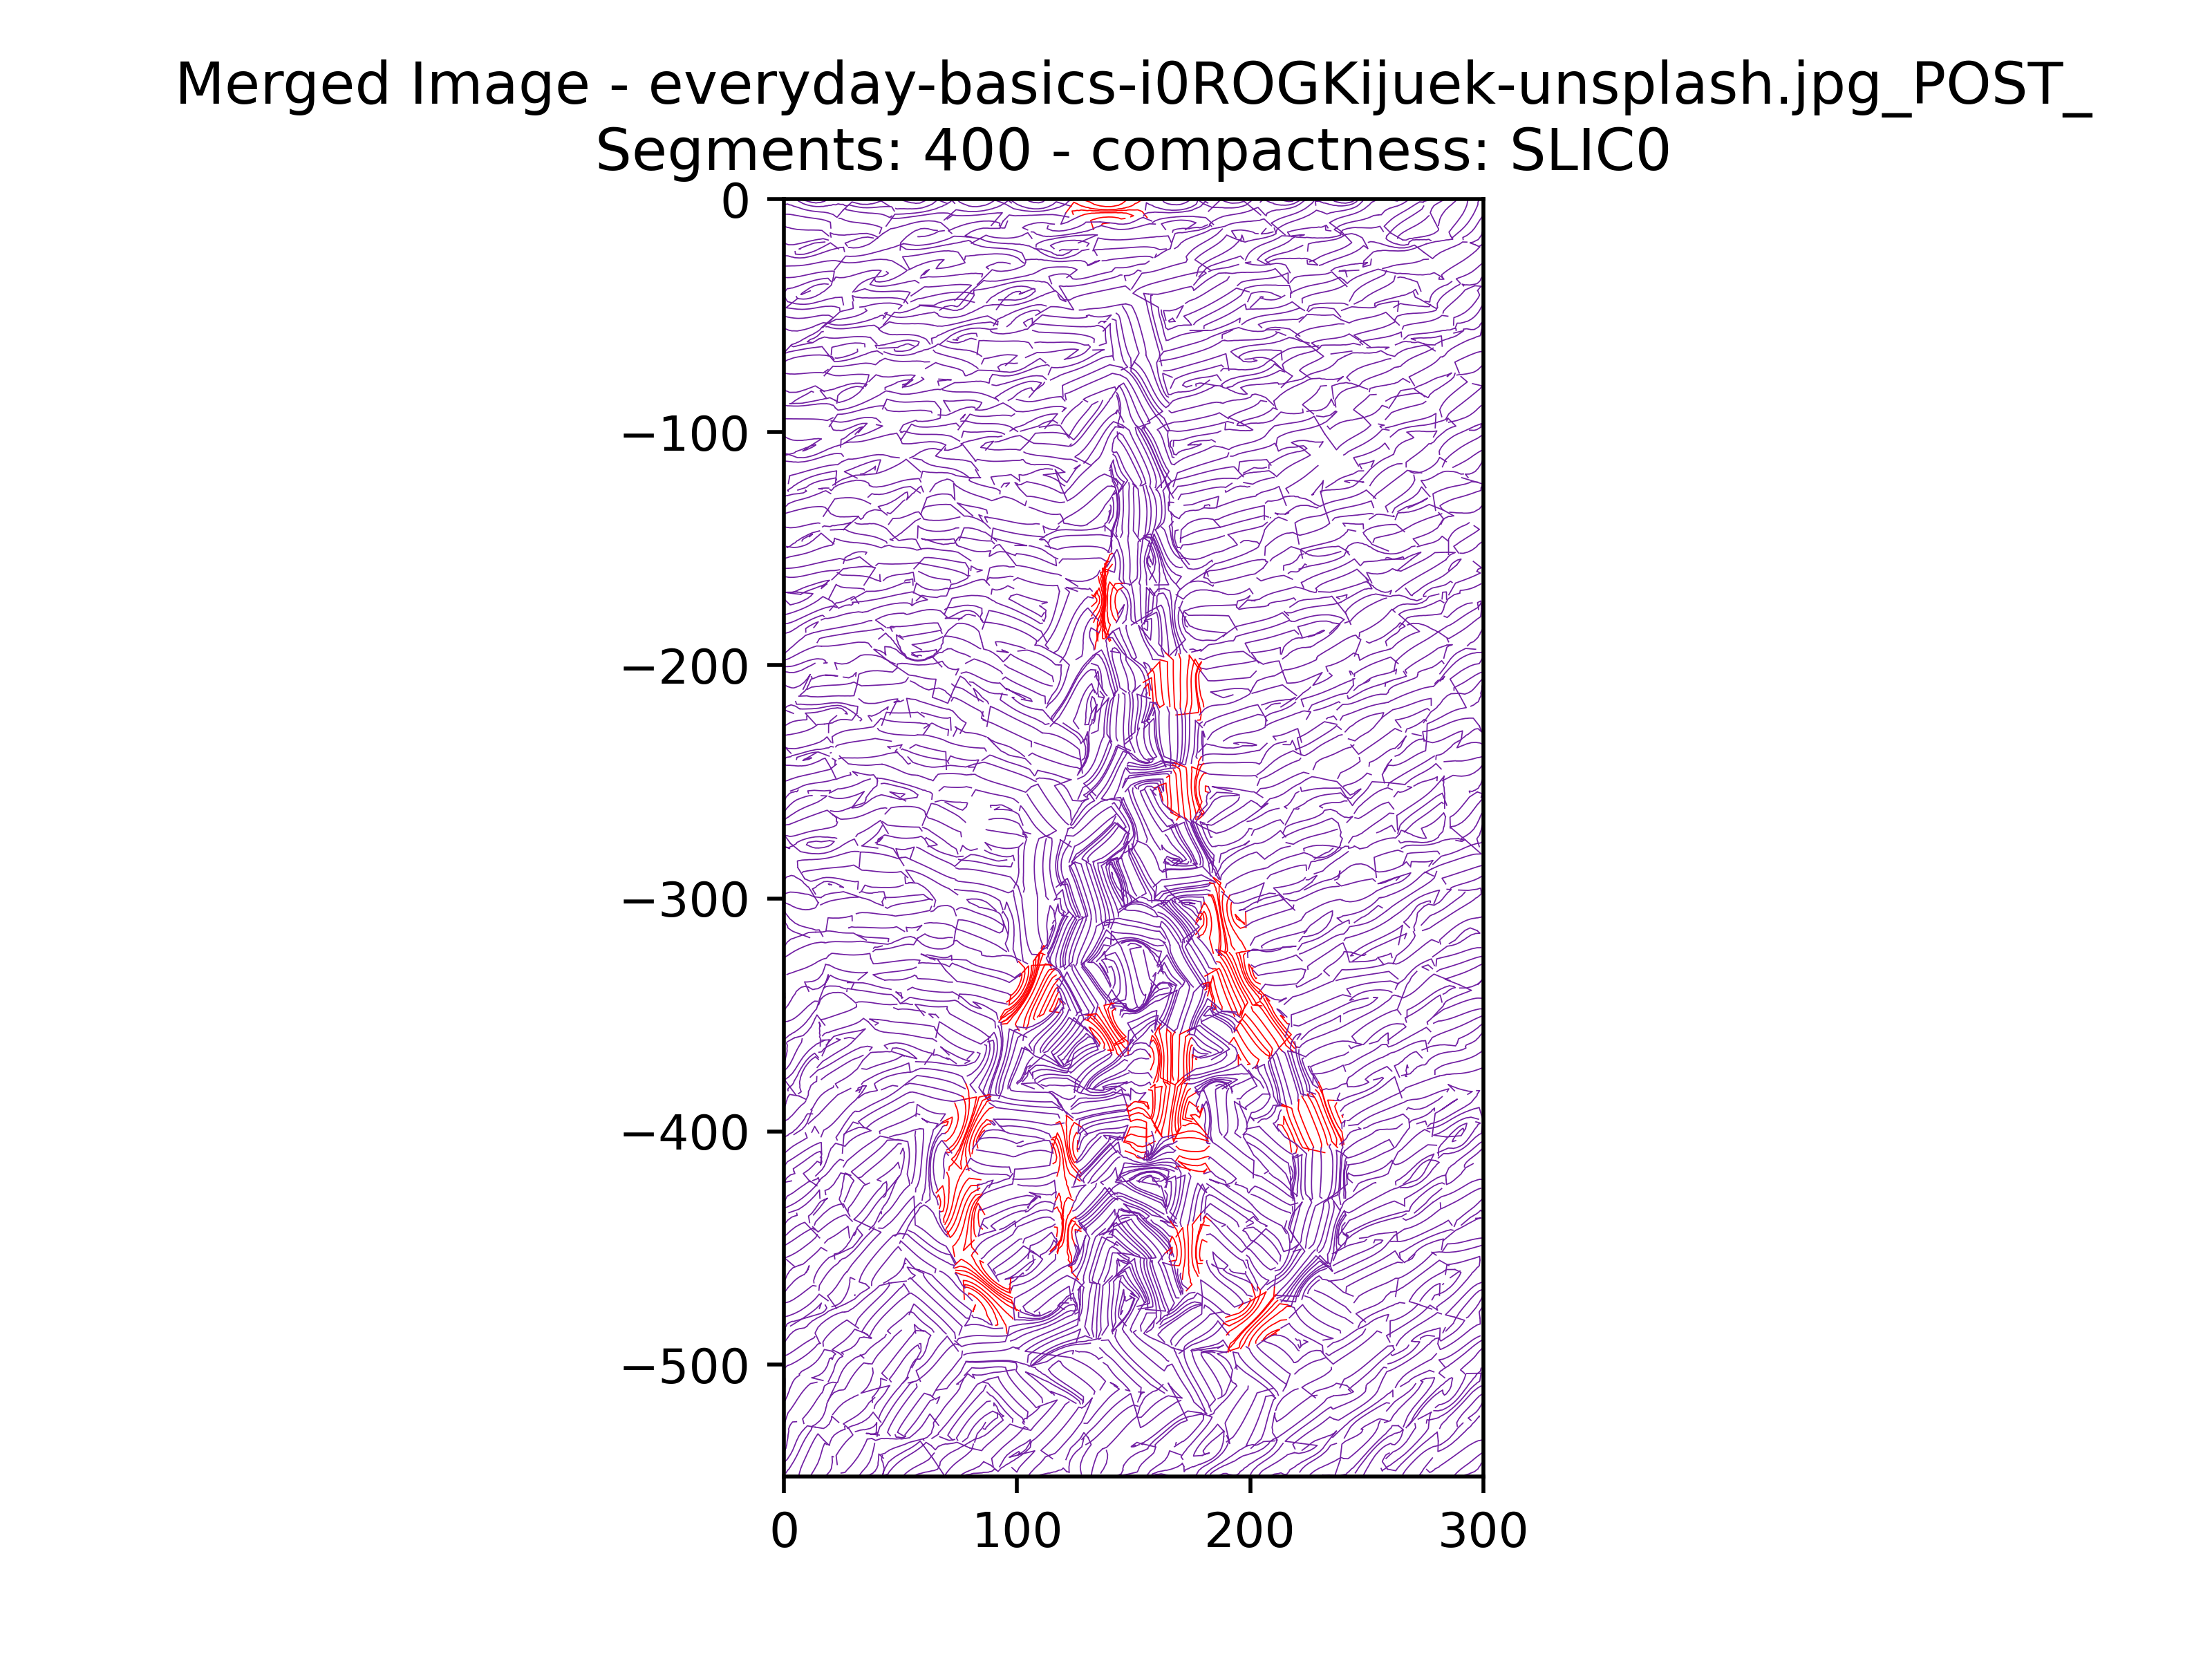 Merged Image - everyday-basics-i0ROGKijuek-unsplash.jpg_POST_
Segments: 400 - compactness: SLIC0
0
−100
−200
−300
−400
−500
0 100 200 300